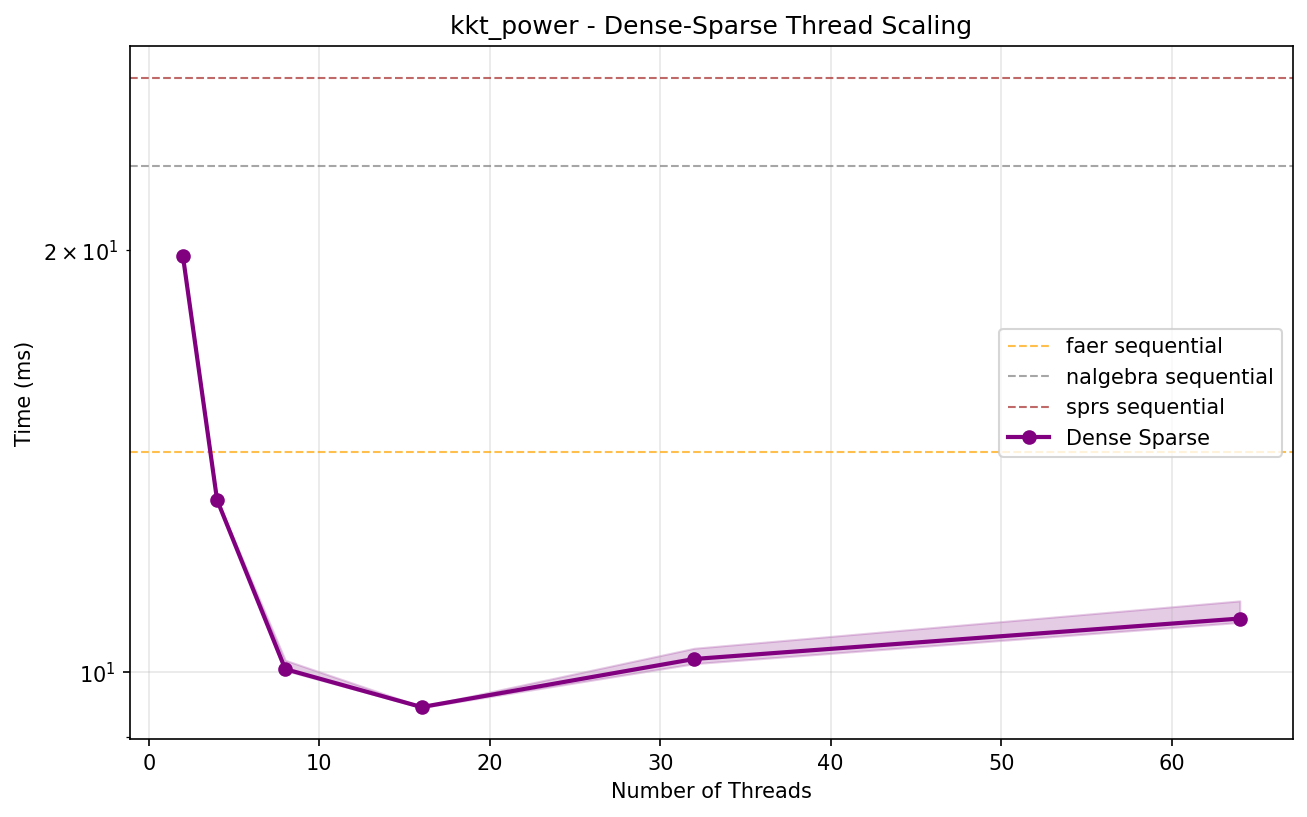 kkt_power - Dense-Sparse Thread Scaling
Time (ms)
2 × 10¹
10¹
faer sequential
nalgebra sequential
sprs sequential
Dense Sparse
0 10 20 30 40 50 60
Number of Threads